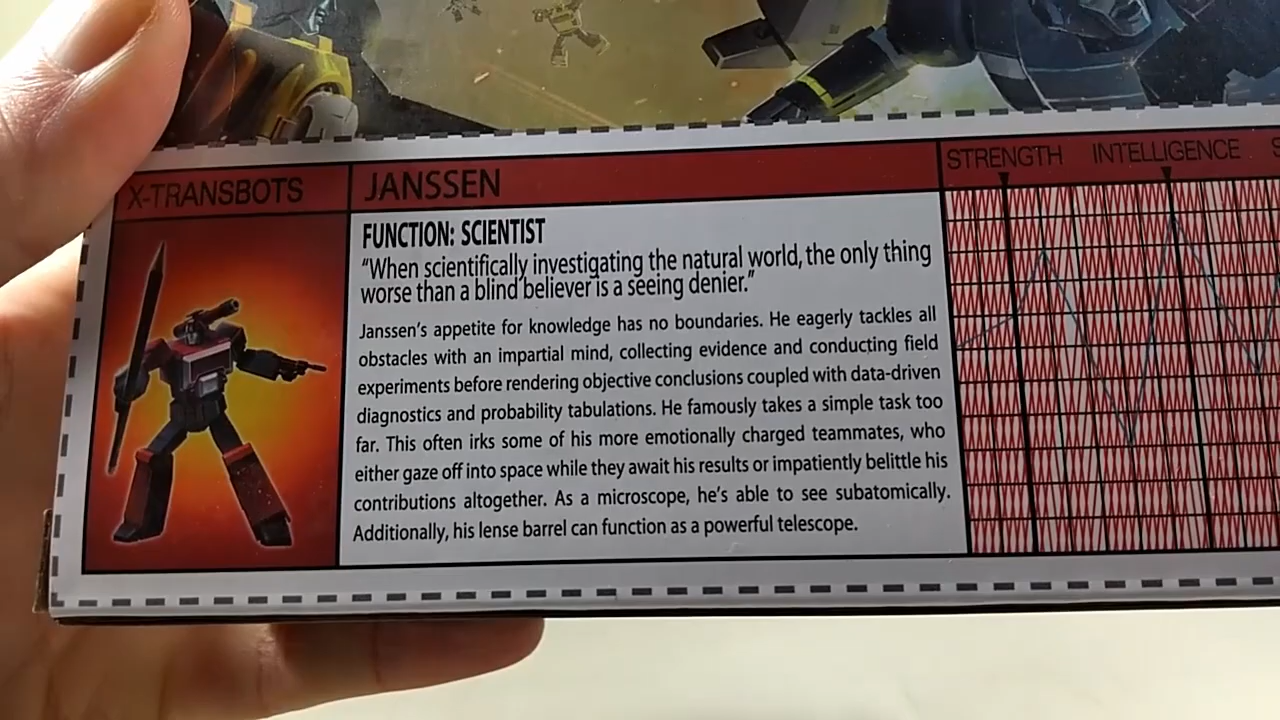 X-TRANSBOTS
JANSSEN
STRENGTH
INTELLIGENCE
FUNCTION: SCIENTIST
“When scientifically investigating the natural world, the only thing
worse than a blind believer is a seeing denier.”
Janssen's appetite for knowledge has no boundaries. He eagerly tackles all
obstacles with an impartial mind, collecting evidence and conducting field
experiments before rendering objective conclusions coupled with data-driven
diagnostics and probability tabulations. He famously takes a simple task too
far. This often irks some of his more emotionally charged teammates, who
either gaze off into space while they await his results or impatiently belittle his
contributions altogether. As a microscope, he's able to see subatomically.
Additionally, his lense barrel can function as a powerful telescope.